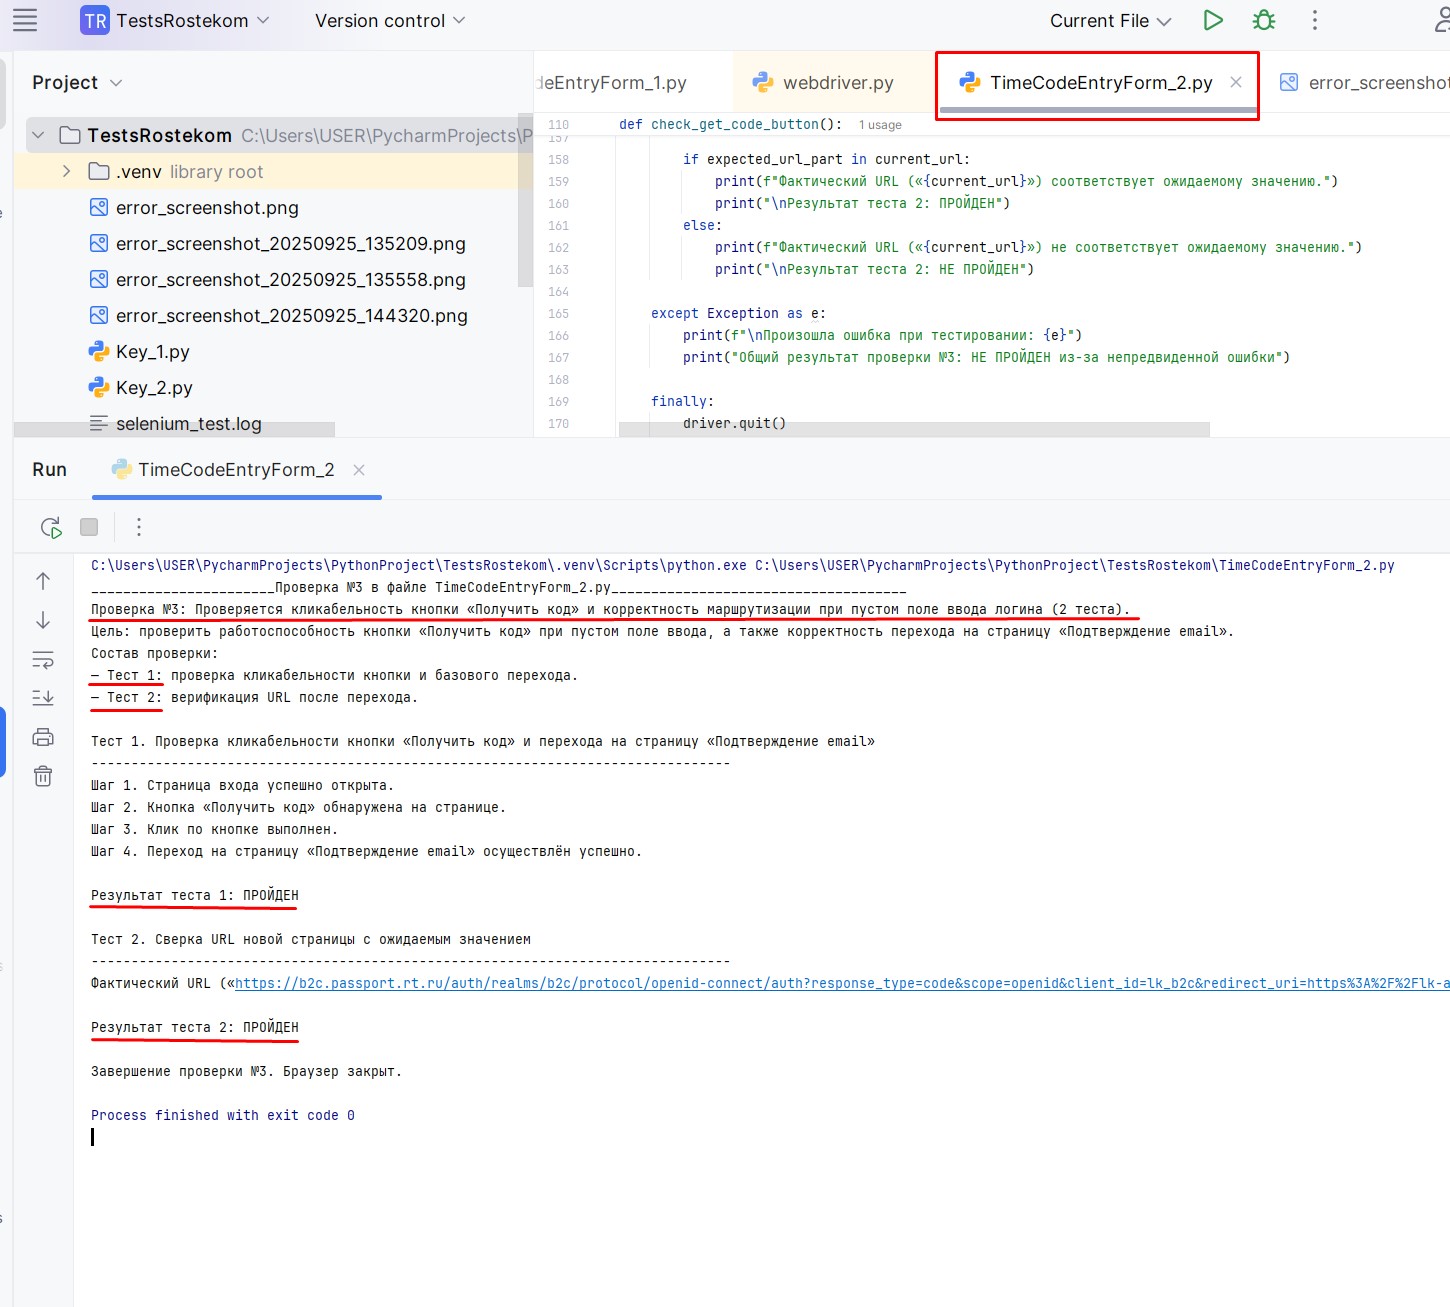 TR TestsRostekom Version control Current File
Project
deEntryForm_1.py webdriver.py TimeCodeEntryForm_2.py error_screenshot
TestsRostekom C:\Users\USER\PycharmProjects\P
.venv library root
error_screenshot.png
error_screenshot_20250925_135209.png
error_screenshot_20250925_135558.png
error_screenshot_20250925_144320.png
Key_1.py
Key_2.py
selenium_test.log
110 def check_get_code_button(): 1 usage
157
158 if expected_url_part in current_url:
159 print(f"Фактический URL («{current_url}») соответствует ожидаемому значению.")
160 print("\nРезультат теста 2: ПРОЙДЕН")
161 else:
162 print(f"Фактический URL («{current_url}») не соответствует ожидаемому значению.")
163 print("\nРезультат теста 2: НЕ ПРОЙДЕН")
164
165 except Exception as e:
166 print(f"\nПроизошла ошибка при тестировании: {e}")
167 print("Общий результат проверки №3: НЕ ПРОЙДЕН из-за непредвиденной ошибки")
168
169 finally:
170 driver.quit()
Run TimeCodeEntryForm_2
C:\Users\USER\PycharmProjects\PythonProject\TestsRostekom\.venv\Scripts\python.exe C:\Users\USER\PycharmProjects\PythonProject\TestsRostekom\TimeCodeEntryForm_2.py
_______________________Проверка №3 в файле TimeCodeEntryForm_2.py_____________________________________
Проверка №3: Проверяется кликабельность кнопки «Получить код» и корректность маршрутизации при пустом поле ввода логина (2 теста).
Цель: проверить работоспособность кнопки «Получить код» при пустом поле ввода, а также корректность перехода на страницу «Подтверждение email».
Состав проверки:
— Тест 1: проверка кликабельности кнопки и базового перехода.
— Тест 2: верификация URL после перехода.
Тест 1. Проверка кликабельности кнопки «Получить код» и перехода на страницу «Подтверждение email»
--------------------------------------------------------------------------------
Шаг 1. Страница входа успешно открыта.
Шаг 2. Кнопка «Получить код» обнаружена на странице.
Шаг 3. Клик по кнопке выполнен.
Шаг 4. Переход на страницу «Подтверждение email» осуществлён успешно.
Результат теста 1: ПРОЙДЕН
Тест 2. Сверка URL новой страницы с ожидаемым значением
--------------------------------------------------------------------------------
Фактический URL («https://b2c.passport.rt.ru/auth/realms/b2c/protocol/openid-connect/auth?response_type=code&scope=openid&client_id=lk_b2c&redirect_uri=https%3A%2F%2Flk-a
Результат теста 2: ПРОЙДЕН
Завершение проверки №3. Браузер закрыт.
Process finished with exit code 0